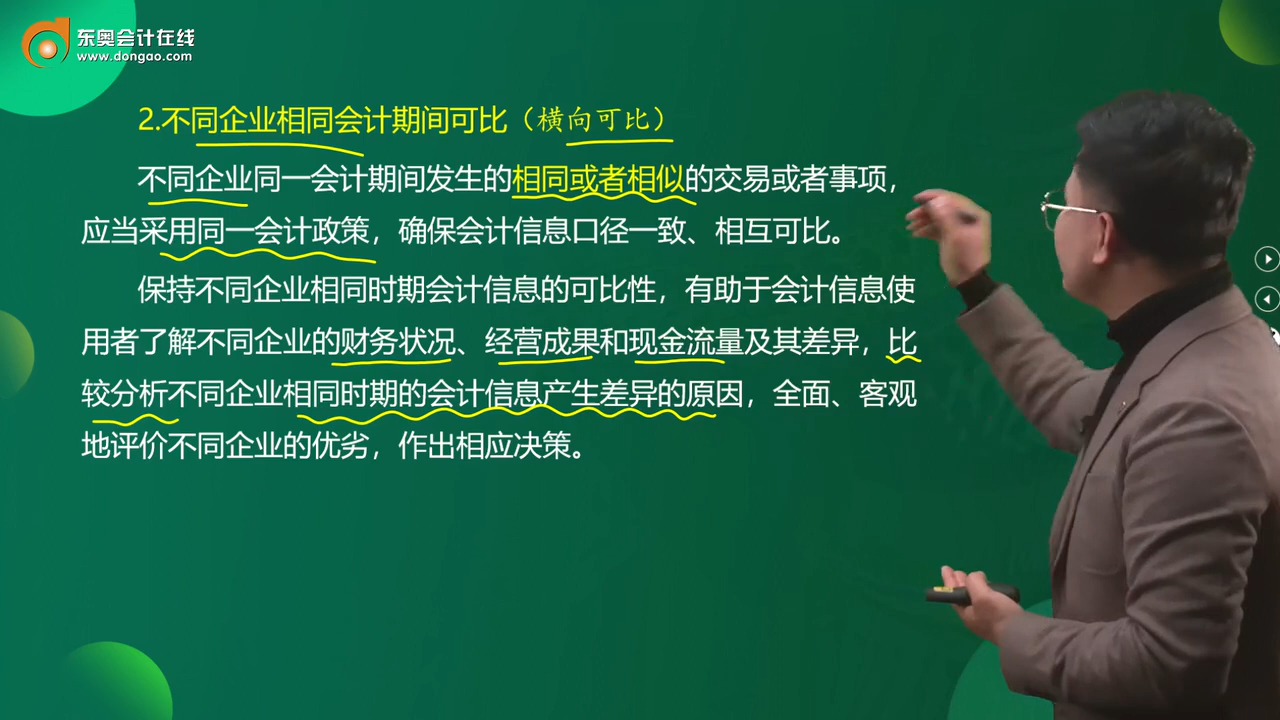 东奥会计在线
www.dongao.com
2.不同企业相同会计期间可比（横向可比）
不同企业同一会计期间发生的相同或者相似的交易或者事项，
应当采用同一会计政策，确保会计信息口径一致、相互可比。
保持不同企业相同时期会计信息的可比性，有助于会计信息使
用者了解不同企业的财务状况、经营成果和现金流量及其差异，比
较分析不同企业相同时期的会计信息产生差异的原因，全面、客观
地评价不同企业的优劣，作出相应决策。